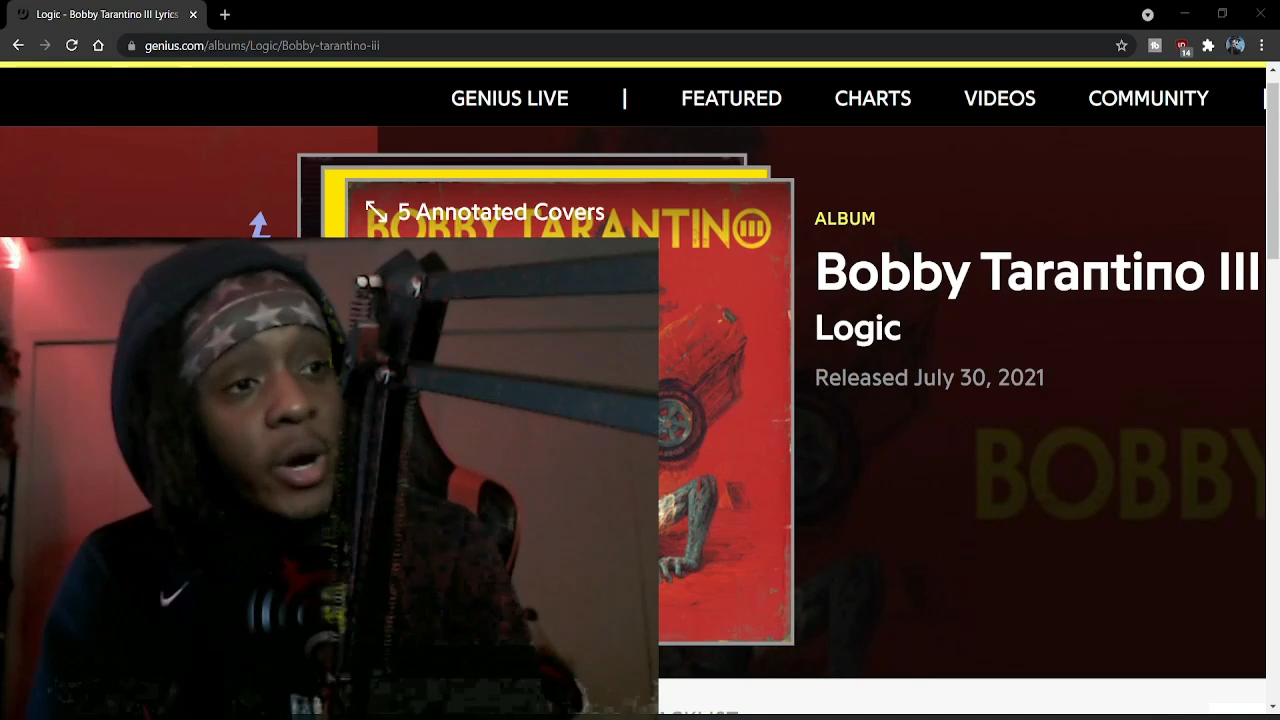 Logic - Bobby Tarantino III Lyrics
genius.com/albums/Logic/Bobby-tarantino-iii
14
GENIUS LIVE | FEATURED CHARTS VIDEOS COMMUNITY
5 Annotated Covers
BOBBY TARANTINO III
ALBUM
Bobby Tarantino III
Logic
Released July 30, 2021
BOBBY